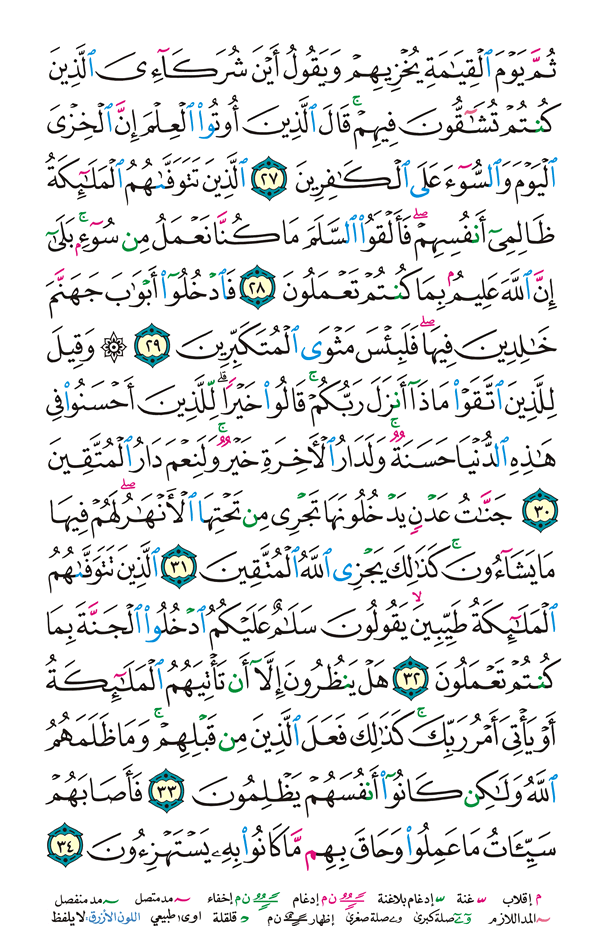 ثُمَّ يَوْمَ ٱلْقِيَٰمَةِ يُخْزِيهِمْ وَيَقُولُ أَيْنَ شُرَكَآءِىَ ٱلَّذِينَ
كُنتُمْ تُشَٰٓقُّونَ فِيهِمْ ۚ قَالَ ٱلَّذِينَ أُوتُوا۟ ٱلْعِلْمَ إِنَّ ٱلْخِزْىَ
ٱلْيَوْمَ وَٱلسُّوٓءَ عَلَى ٱلْكَٰفِرِينَ ٢٧ ٱلَّذِينَ تَتَوَفَّىٰهُمُ ٱلْمَلَٰٓئِكَةُ
ظَالِمِىٓ أَنفُسِهِمْ ۖ فَأَلْقَوُا۟ ٱلسَّلَمَ مَا كُنَّا نَعْمَلُ مِن سُوٓءٍۭ ۚ بَلَىٰٓ
إِنَّ ٱللَّهَ عَلِيمٌۢ بِمَا كُنتُمْ تَعْمَلُونَ ٢٨ فَٱدْخُلُوٓا۟ أَبْوَٰبَ جَهَنَّمَ
خَٰلِدِينَ فِيهَا ۖ فَلَبِئْسَ مَثْوَى ٱلْمُتَكَبِّرِينَ ٢٩ ۞ وَقِيلَ
لِلَّذِينَ ٱتَّقَوْا۟ مَاذَآ أَنزَلَ رَبُّكُمْ ۚ قَالُوا۟ خَيْرًا ۗ لِّلَّذِينَ أَحْسَنُوا۟ فِى
هَٰذِهِ ٱلدُّنْيَا حَسَنَةٌ ۚ وَلَدَارُ ٱلْءَاخِرَةِ خَيْرٌ ۚ وَلَنِعْمَ دَارُ ٱلْمُتَّقِينَ
٣٠ جَنَّٰتُ عَدْنٍ يَدْخُلُونَهَا تَجْرِى مِن تَحْتِهَا ٱلْأَنْهَٰرُ ۖ لَهُمْ فِيهَا
مَا يَشَآءُونَ ۚ كَذَٰلِكَ يَجْزِى ٱللَّهُ ٱلْمُتَّقِينَ ٣١ ٱلَّذِينَ تَتَوَفَّىٰهُمُ
ٱلْمَلَٰٓئِكَةُ طَيِّبِينَ ۙ يَقُولُونَ سَلَٰمٌ عَلَيْكُمُ ٱدْخُلُوا۟ ٱلْجَنَّةَ بِمَا
كُنتُمْ تَعْمَلُونَ ٣٢ هَلْ يَنظُرُونَ إِلَّآ أَن تَأْتِيَهُمُ ٱلْمَلَٰٓئِكَةُ
أَوْ يَأْتِىَ أَمْرُ رَبِّكَ ۚ كَذَٰلِكَ فَعَلَ ٱلَّذِينَ مِن قَبْلِهِمْ ۚ وَمَا ظَلَمَهُمُ
ٱللَّهُ وَلَٰكِن كَانُوٓا۟ أَنفُسَهُمْ يَظْلِمُونَ ٣٣ فَأَصَابَهُمْ
سَيِّـَٔاتُ مَا عَمِلُوا۟ وَحَاقَ بِهِم مَّا كَانُوا۟ بِهِۦ يَسْتَهْزِءُونَ ٣٤
م إقلاب س غنة س إدغام بلاغنة ن م إدغام ن م إخفاء مد متصل مد منفصل
المد اللازم صلة كبرى وے صلة صغرى إظهار ن م د قلقلة اوى طبيعي اللون الأزرق: لا يلفظ